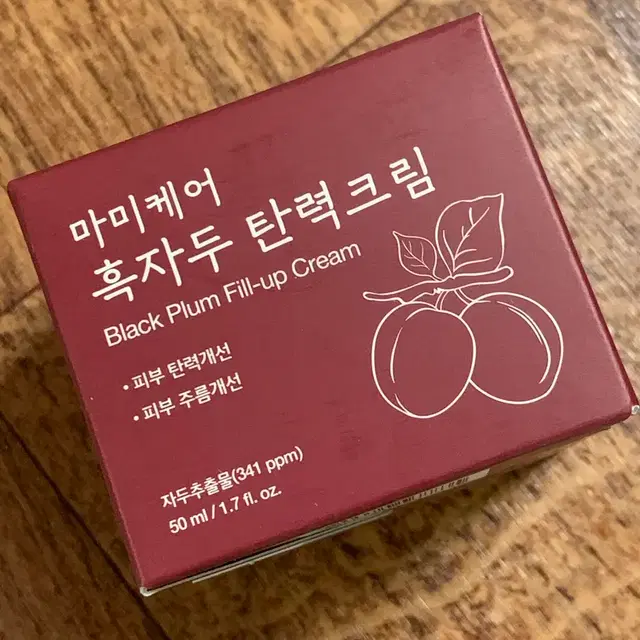 마미케어
흑자두 탄력크림
Black Plum Fill-up Cream
• 피부 탄력개선
• 피부 주름개선
자두추출물(341 ppm)
50 ml / 1.7 fl. oz.